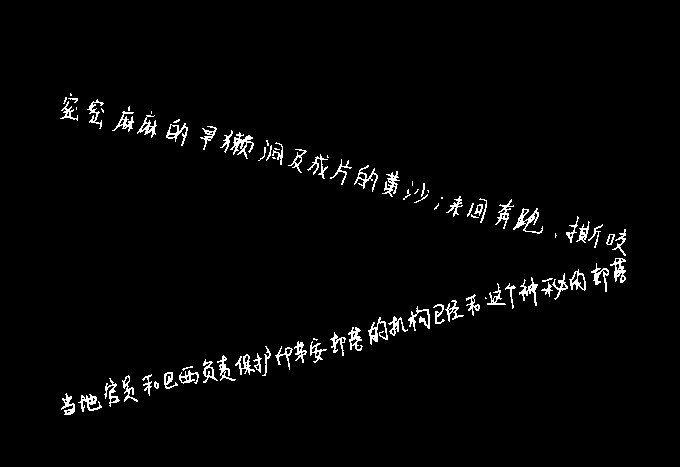 密密麻麻的旱獭洞及成片的黄沙；来回奔跑、撕咬
当地官员和巴西负责保护印第安部落的机构已经和这个神秘的部落